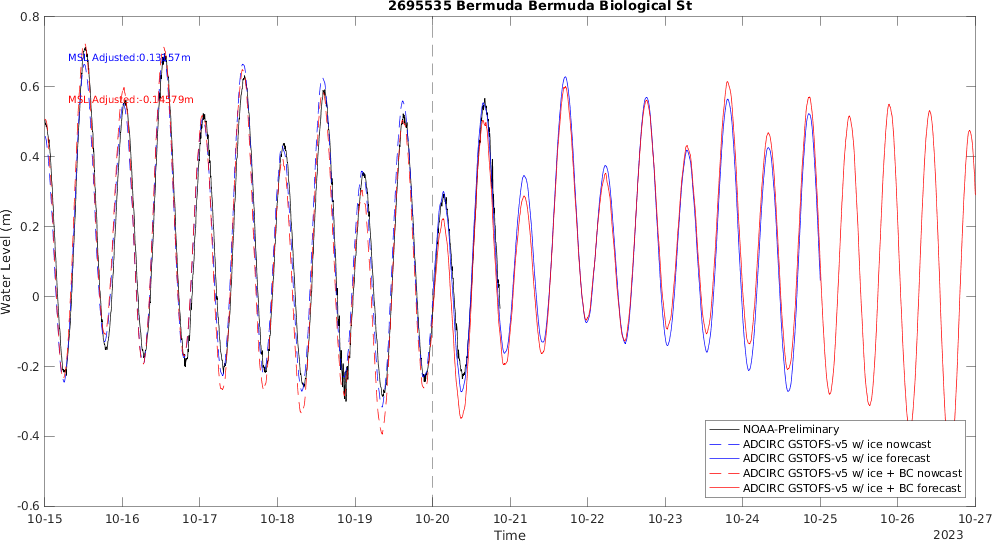 2695535 Bermuda Bermuda Biological St
0.8
MSL Adjusted:0.13157m
0.6
MSL Adjusted:-0.14579m
0.4
0.2
0
-0.2
-0.4
-0.6
Water Level (m)
NOAA-Preliminary
ADCIRC GSTOFS-v5 w/ ice nowcast
ADCIRC GSTOFS-v5 w/ ice forecast
ADCIRC GSTOFS-v5 w/ ice + BC nowcast
ADCIRC GSTOFS-v5 w/ ice + BC forecast
10-15 10-16 10-17 10-18 10-19 10-20 10-21 10-22 10-23 10-24 10-25 10-26 10-27
Time
2023